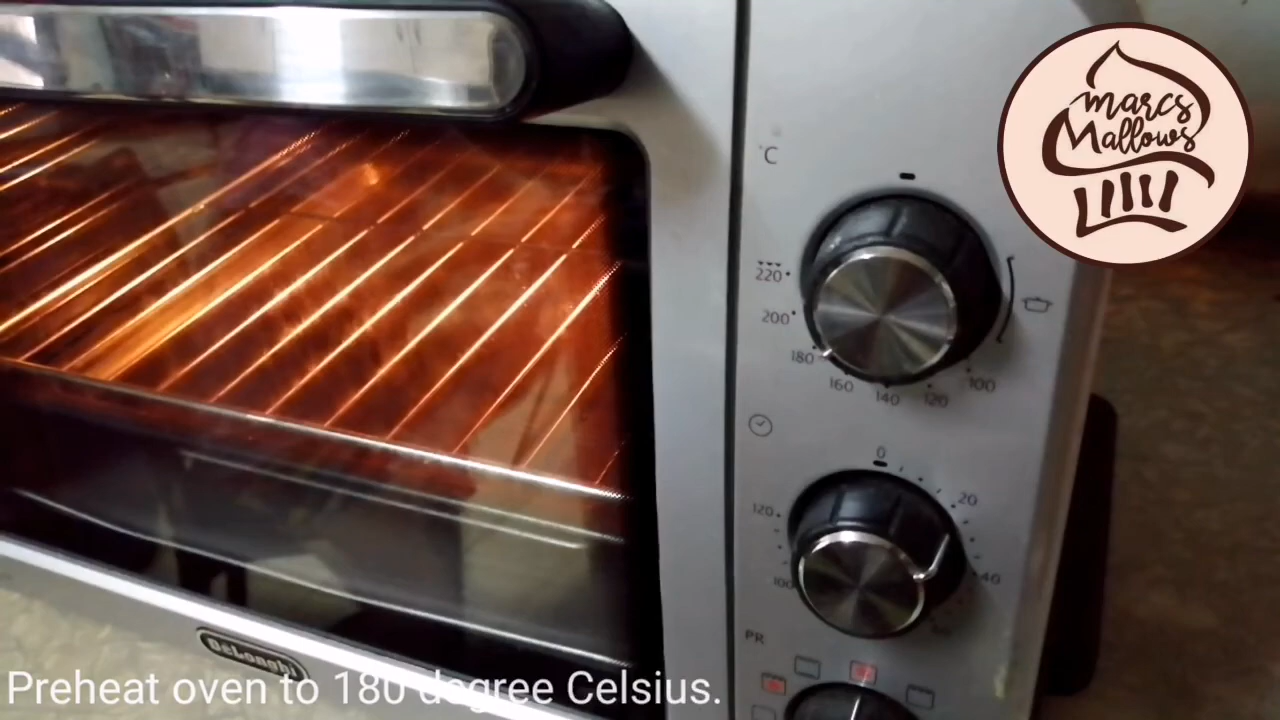 marcs
Mallows
°C
220
200
180
160
140
120
100
0
20
120
40
100
PR
DeLonghi
Preheat oven to 180 degree Celsius.